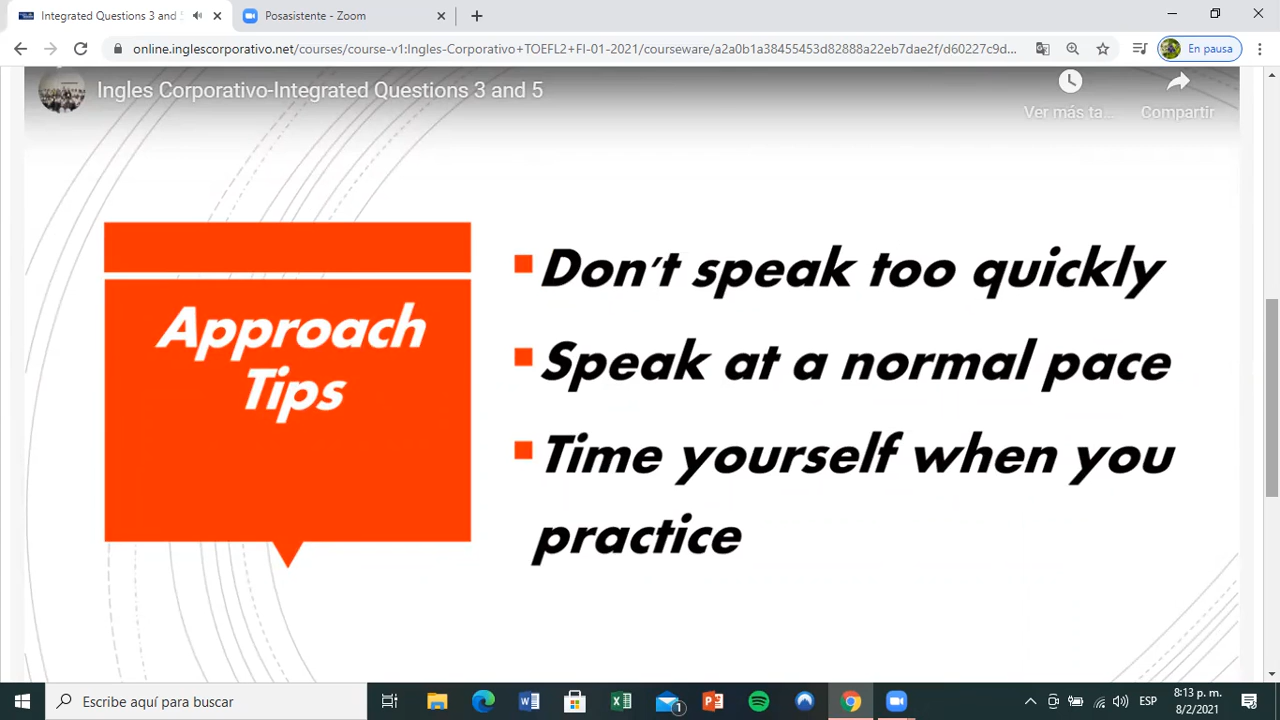 Integrated Questions 3 and 5
Posasistente - Zoom
online.inglescorporativo.net/courses/course-v1:Ingles-Corporativo+TOEFL2+FI-01-2021/courseware/a2a0b1a38455453d82888a22eb7dae2f/d60227c9d...
En pausa
Ingles Corporativo-Integrated Questions 3 and 5
Ver más ta...
Compartir
Approach
Tips
Don't speak too quickly
Speak at a normal pace
Time yourself when you
practice
Escribe aquí para buscar
1
ESP
8:13 p. m.
8/2/2021